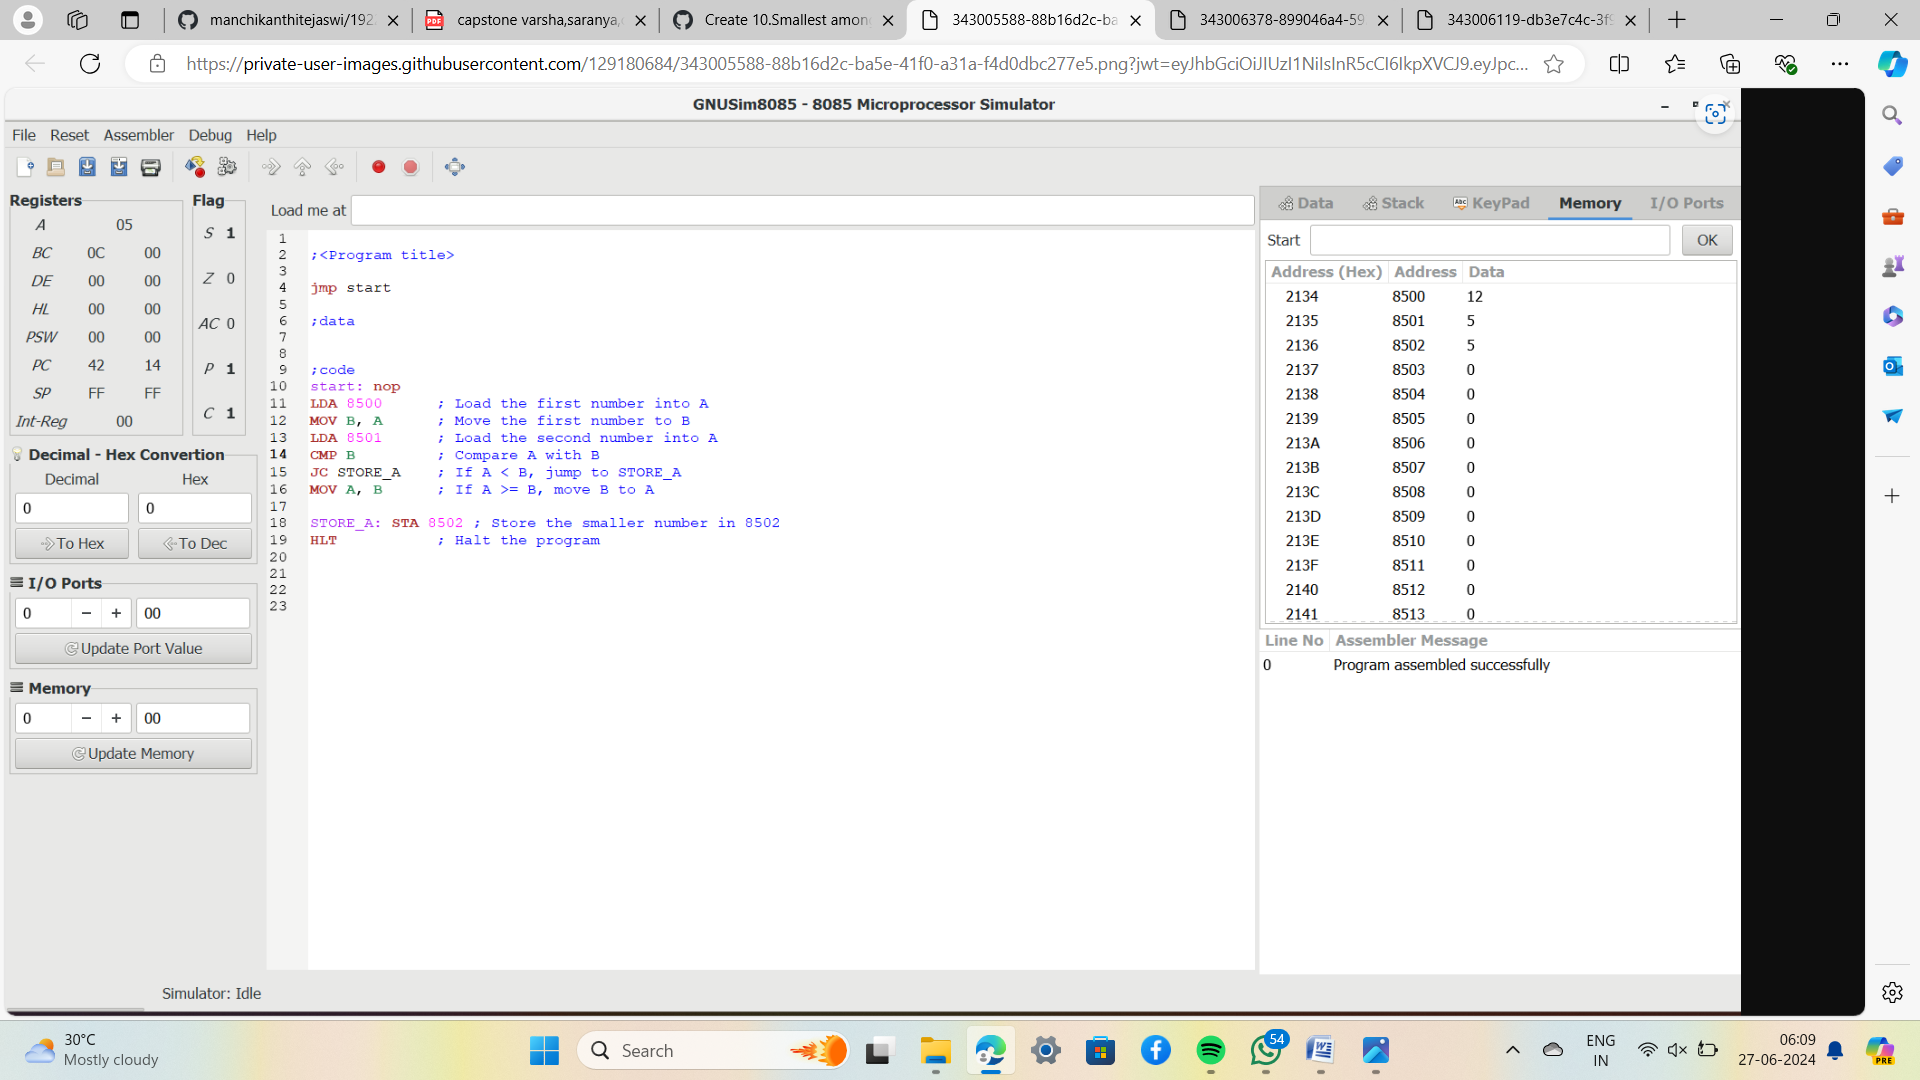 manchikanthitejaswi/192
capstone varsha,saranya,
Create 10.Smallest among
343005588-88b16d2c-ba
343006378-899046a4-59
343006119-db3e7c4c-3f9
https://private-user-images.githubusercontent.com/129180684/343005588-88b16d2c-ba5e-41f0-a31a-f4d0dbc277e5.png?jwt=eyJhbGciOiJIUzI1NiIsInR5cCI6IkpXVCJ9.eyJpc...
GNUSim8085 - 8085 Microprocessor Simulator
File Reset Assembler Debug Help
Registers
A 05
BC 0C 00
DE 00 00
HL 00 00
PSW 00 00
PC 42 14
SP FF FF
Int-Reg 00
Flag
S 1
Z 0
AC 0
P 1
C 1
Decimal - Hex Convertion
Decimal Hex
0 0
To Hex To Dec
I/O Ports
0 - + 00
Update Port Value
Memory
0 - + 00
Update Memory
Load me at
1
2 ;<Program title>
3
4 jmp start
5
6 ;data
7
8
9 ;code
10 start: nop
11 LDA 8500 ; Load the first number into A
12 MOV B, A ; Move the first number to B
13 LDA 8501 ; Load the second number into A
14 CMP B ; Compare A with B
15 JC STORE_A ; If A < B, jump to STORE_A
16 MOV A, B ; If A >= B, move B to A
17
18 STORE_A: STA 8502 ; Store the smaller number in 8502
19 HLT ; Halt the program
20
21
22
23
Data Stack Abc KeyPad Memory I/O Ports
Start OK
Address (Hex) Address Data
2134 8500 12
2135 8501 5
2136 8502 5
2137 8503 0
2138 8504 0
2139 8505 0
213A 8506 0
213B 8507 0
213C 8508 0
213D 8509 0
213E 8510 0
213F 8511 0
2140 8512 0
2141 8513 0
Line No Assembler Message
0 Program assembled successfully
Simulator: Idle
30°C
Mostly cloudy
Search
54
ENG
IN
06:09
27-06-2024
PRE